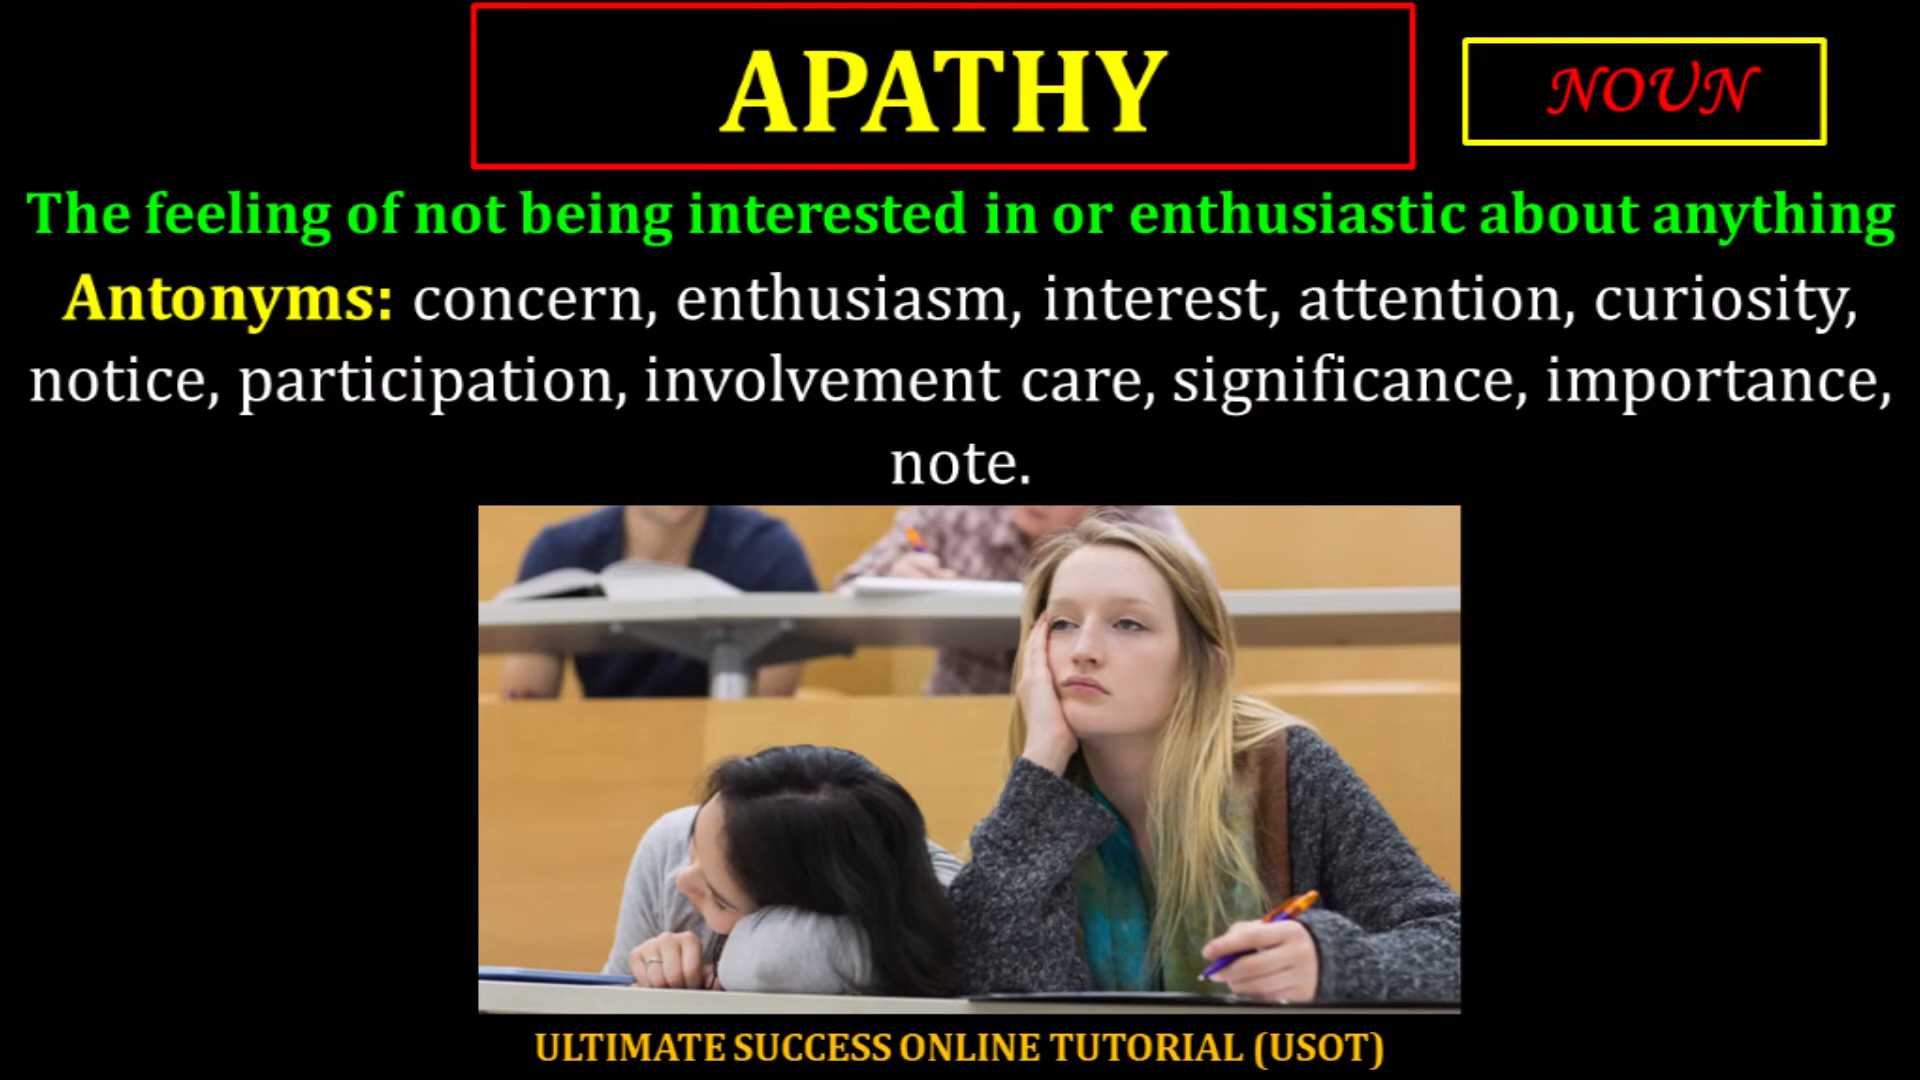 APATHY
NOUN
The feeling of not being interested in or enthusiastic about anything
Antonyms: concern, enthusiasm, interest, attention, curiosity,
notice, participation, involvement care, significance, importance,
note.
ULTIMATE SUCCESS ONLINE TUTORIAL (USOT)